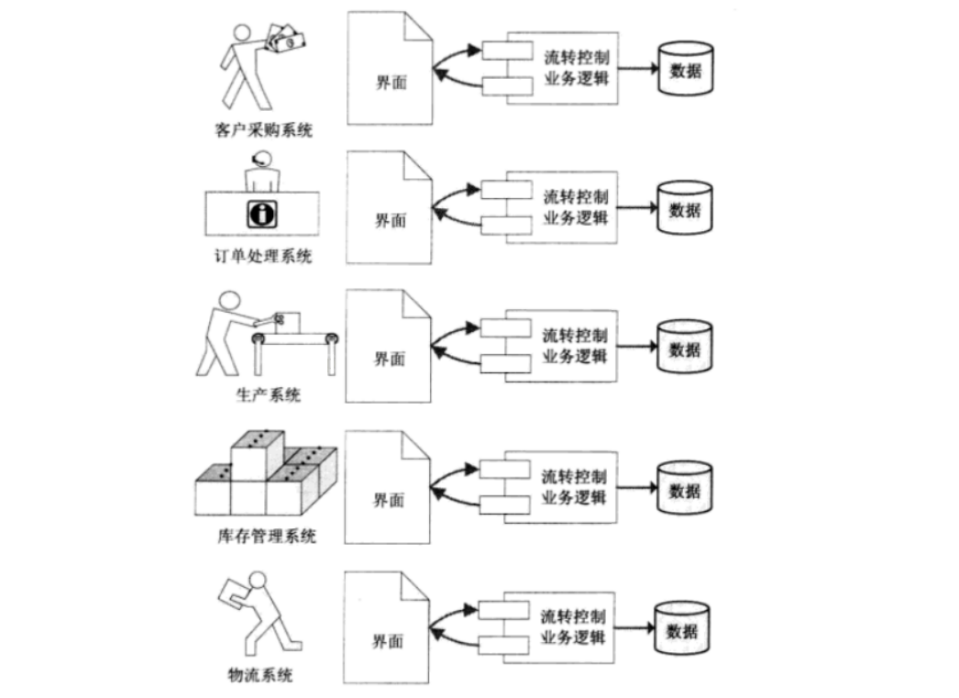 界面
流转控制
业务逻辑
数据
客户采购系统
界面
流转控制
业务逻辑
数据
订单处理系统
界面
流转控制
业务逻辑
数据
生产系统
界面
流转控制
业务逻辑
数据
库存管理系统
界面
流转控制
业务逻辑
数据
物流系统